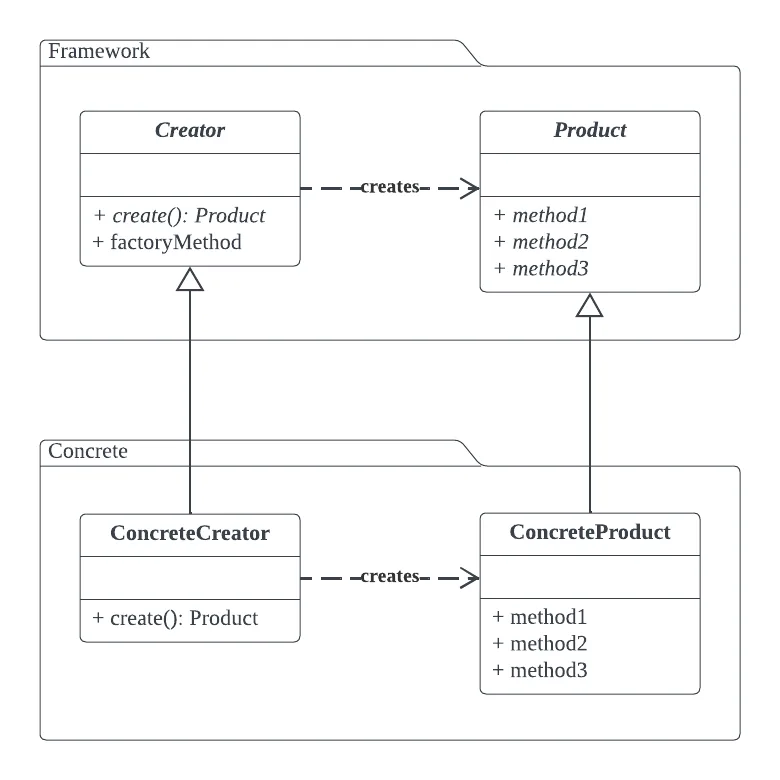 Framework
Creator
+ create(): Product
+ factoryMethod
creates
Product
+ method1
+ method2
+ method3
Concrete
ConcreteCreator
+ create(): Product
creates
ConcreteProduct
+ method1
+ method2
+ method3